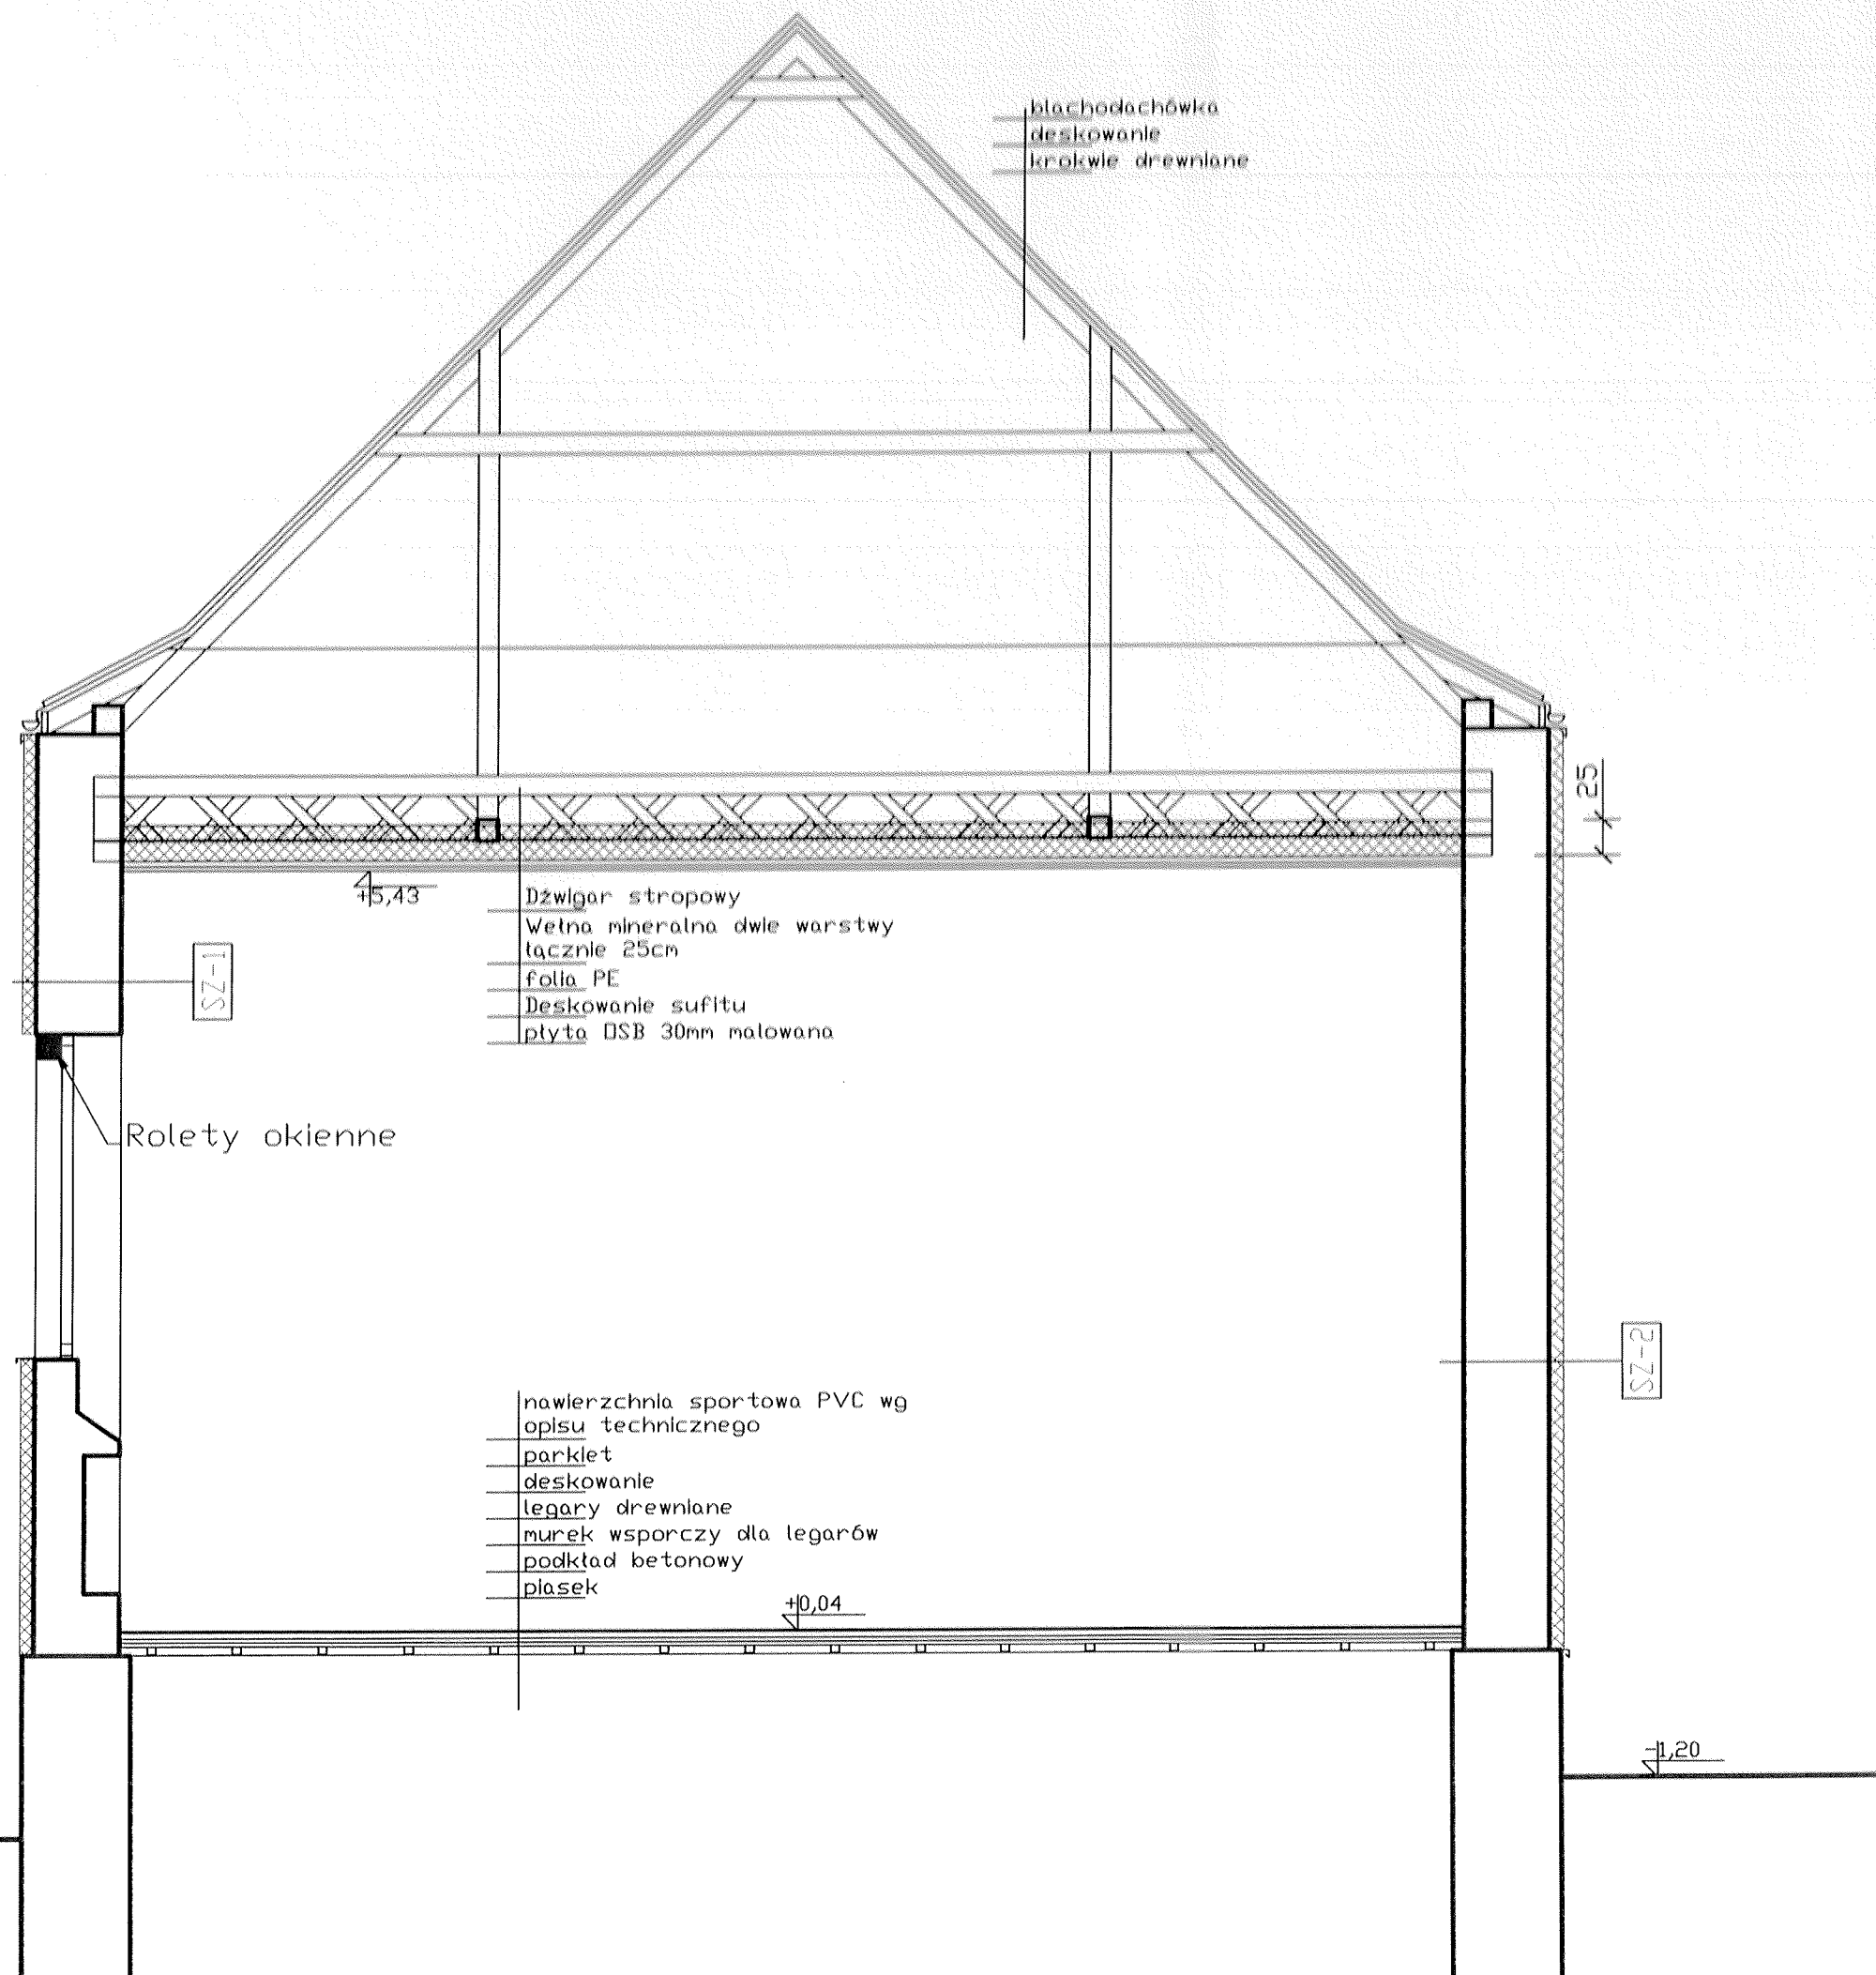 blachodachówka
deskowanie
krokwie drewniane
25
+5,43
Dźwigar stropowy
Wełna mineralna dwie warstwy
łącznie 25cm
folia PE
Deskowanie sufitu
płyta OSB 30mm malowana
SZ-1
Rolety okienne
SZ-2
nawierzchnia sportowa PVC wg
opisu technicznego
parkiet
deskowanie
legary drewniane
murek wsporczy dla legarów
podkład betonowy
piasek
+0,04
-1,20